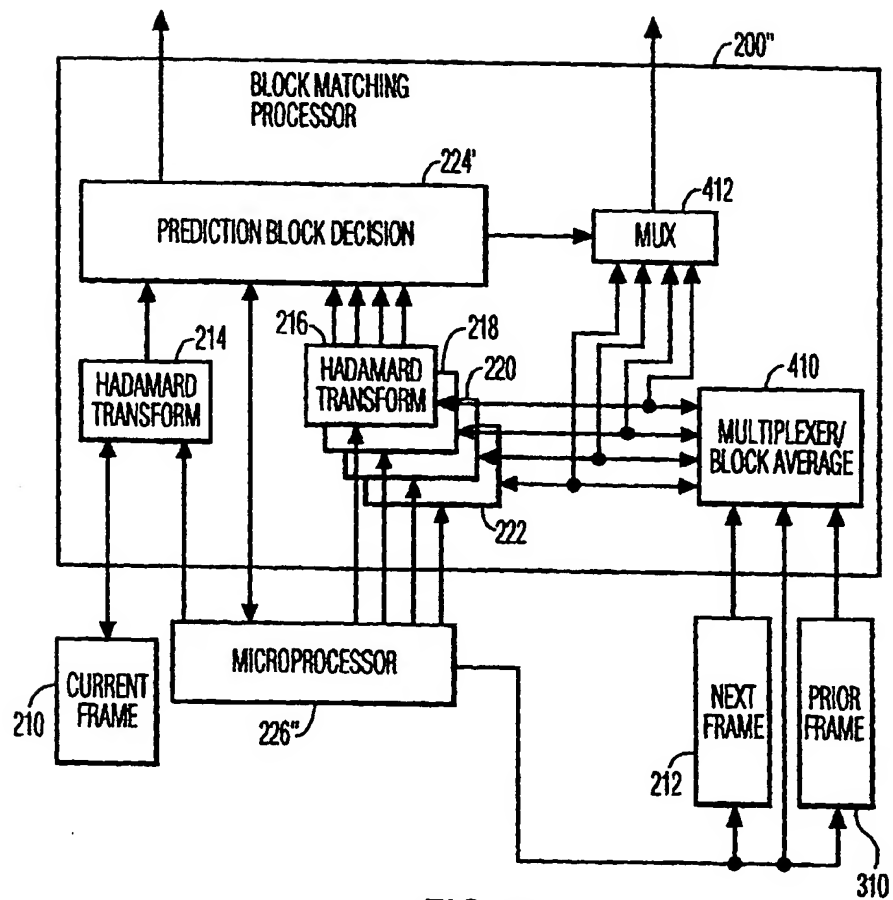 200"
BLOCK MATCHING
PROCESSOR
224'
412
PREDICTION BLOCK DECISION
MUX
216
218
214
220
410
HADAMARD
TRANSFORM
HADAMARD
TRANSFORM
MULTIPLEXER/
BLOCK AVERAGE
222
MICROPROCESSOR
CURRENT
FRAME
NEXT
FRAME
PRIOR
FRAME
210
226"
212
310